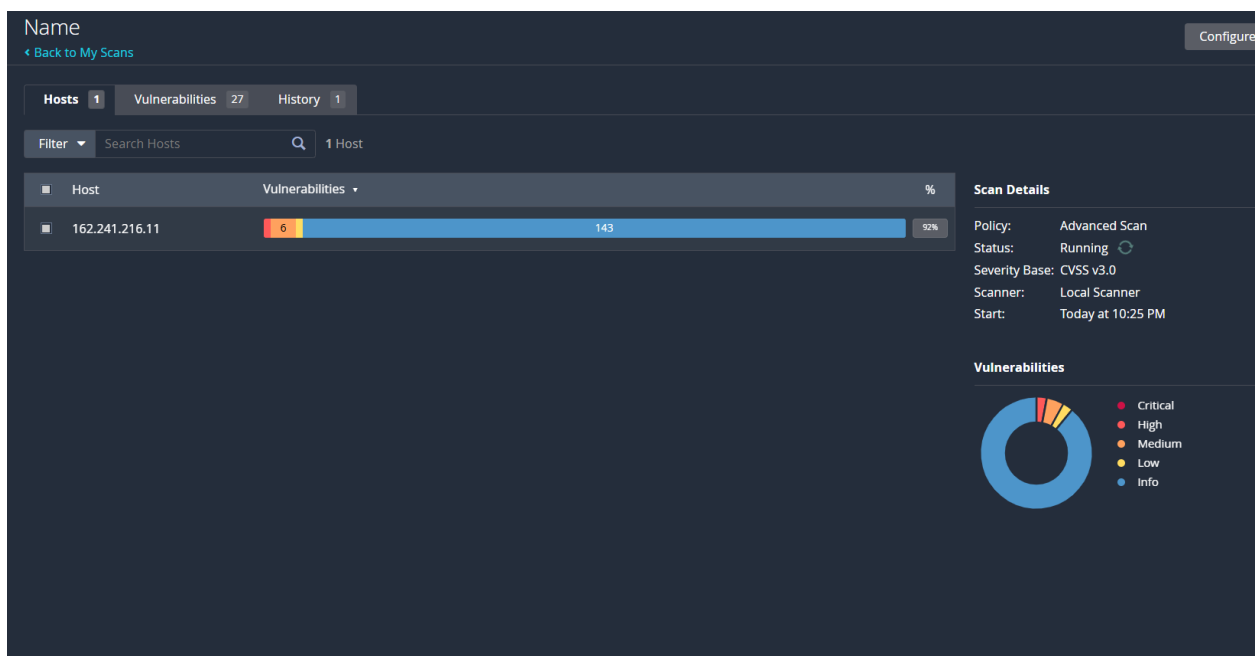 Name
Back to My Scans
Configure
Hosts 1 Vulnerabilities 27 History 1
Filter Search Hosts 1 Host
Host Vulnerabilities %
162.241.216.11 6 143 92%
Scan Details
Policy: Advanced Scan
Status: Running
Severity Base: CVSS v3.0
Scanner: Local Scanner
Start: Today at 10:25 PM
Vulnerabilities
Critical
High
Medium
Low
Info